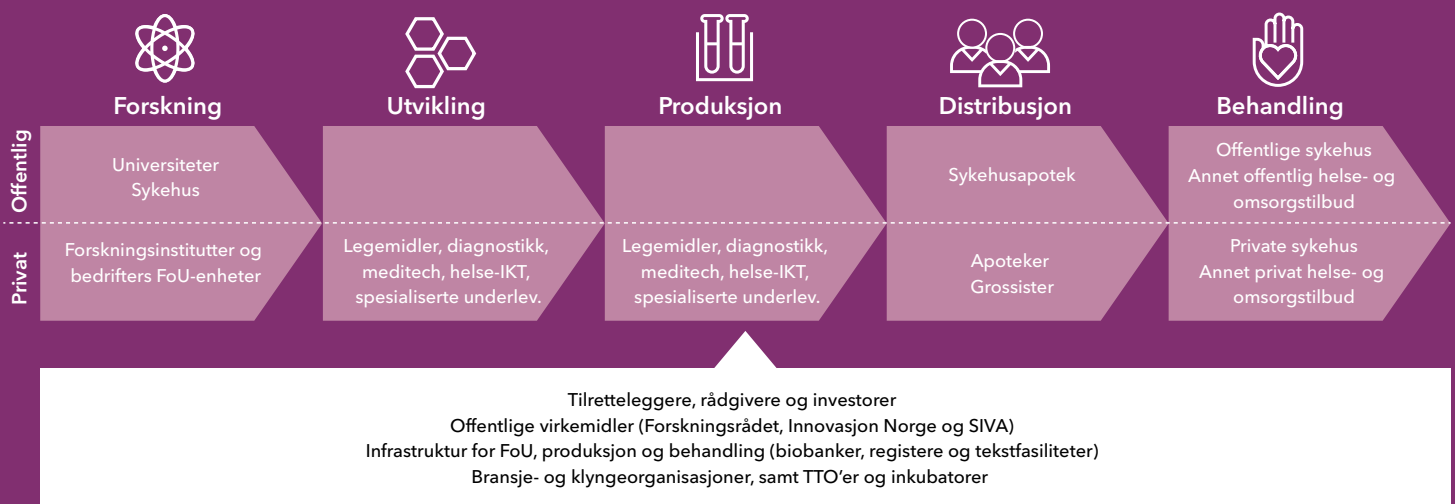 Forskning
Utvikling
Produksjon
Distribusjon
Behandling
Offentlig
Universiteter
Sykehus
Sykehusapotek
Offentlige sykehus
Annet offentlig helse- og
omsorgstilbud
Privat
Forskningsinstitutter og
bedrifters FoU-enheter
Legemidler, diagnostikk,
meditech, helse-IKT,
spesialiserte underlev.
Legemidler, diagnostikk,
meditech, helse-IKT,
spesialiserte underlev.
Apoteker
Grossister
Private sykehus
Annet privat helse- og
omsorgstilbud
Tilretteleggere, rådgivere og investorer
Offentlige virkemidler (Forskningsrådet, Innovasjon Norge og SIVA)
Infrastruktur for FoU, produksjon og behandling (biobanker, registere og tekstfasiliteter)
Bransje- og klyngeorganisasjoner, samt TTO'er og inkubatorer